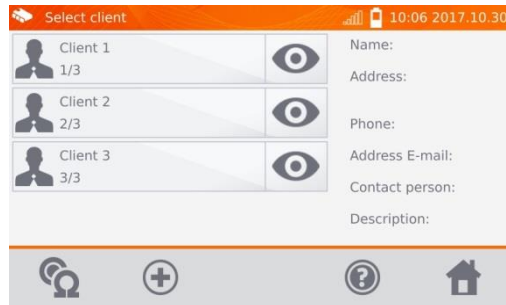 Select client
10:06 2017.10.30
Client 1
1/3
Client 2
2/3
Client 3
3/3
Name:
Address:
Phone:
Address E-mail:
Contact person:
Description: